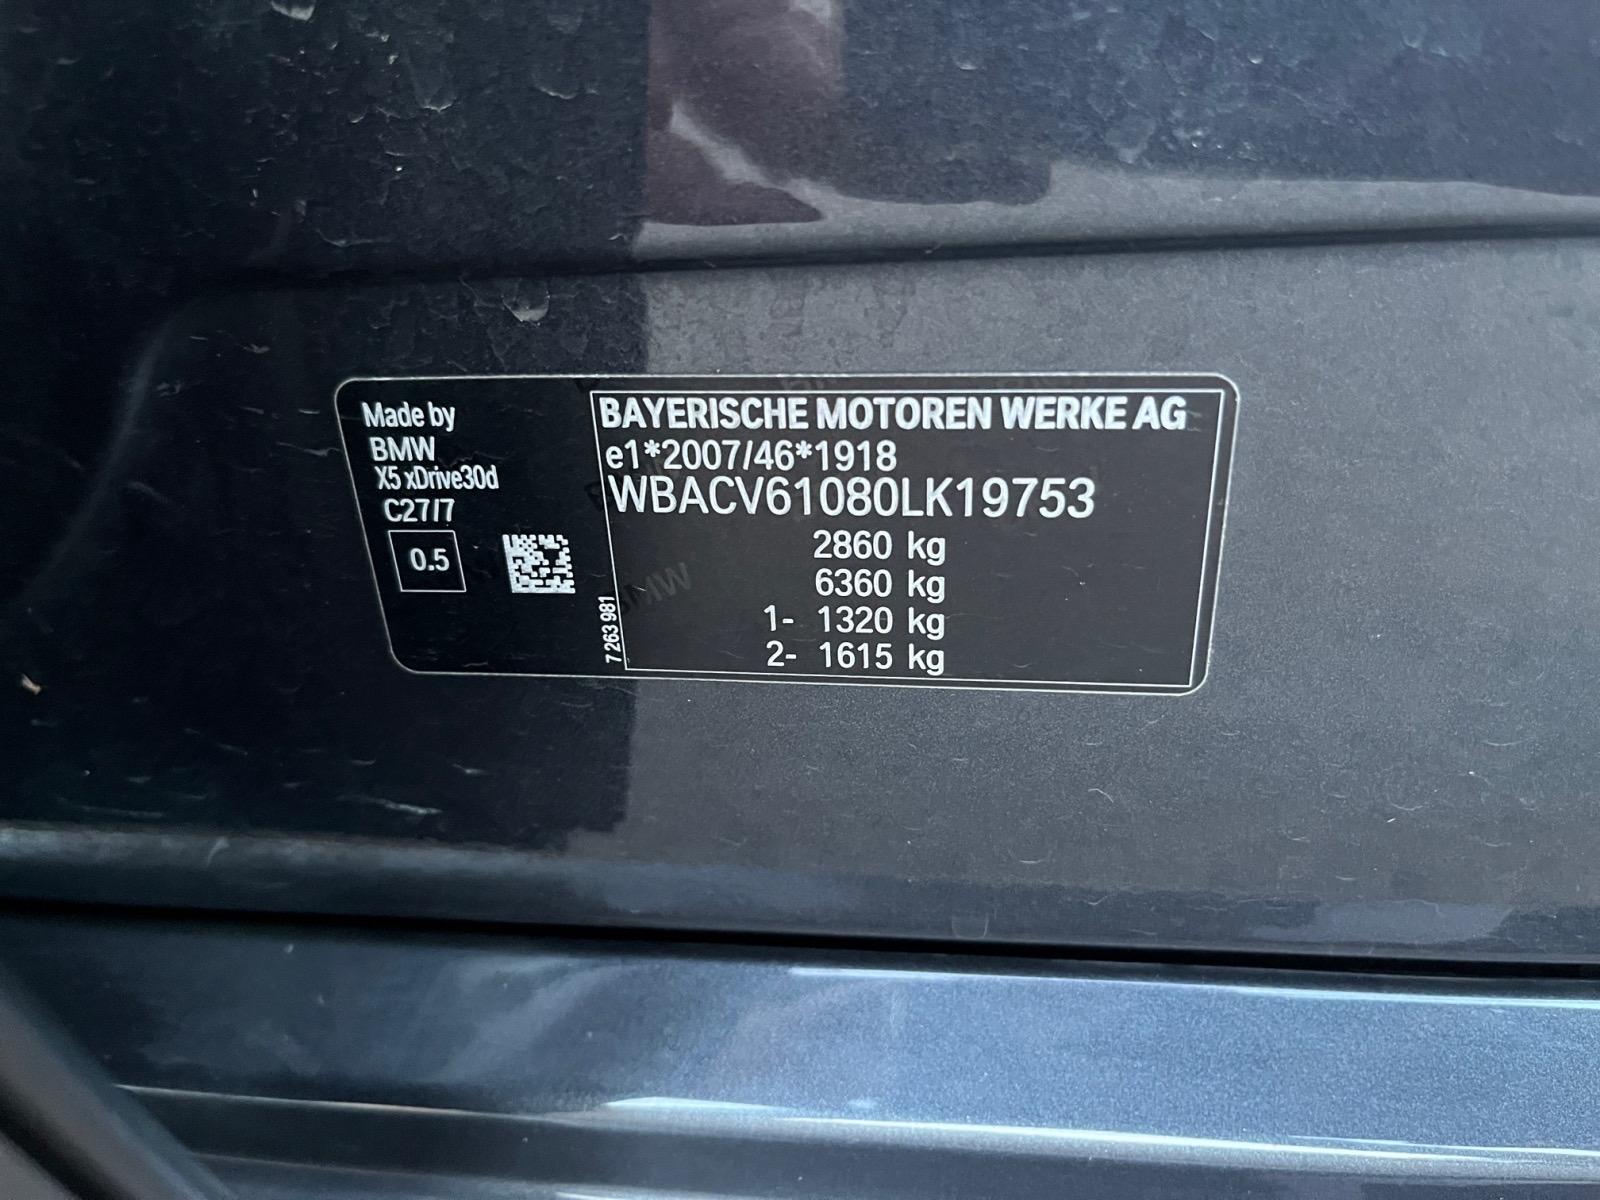 Made by
BMW
X5 xDrive30d
C27/7
0.5
7 263 981
BAYERISCHE MOTOREN WERKE AG
e1*2007/46*1918
WBACV61080LK19753
2860 kg
6360 kg
1- 1320 kg
2- 1615 kg
BMW